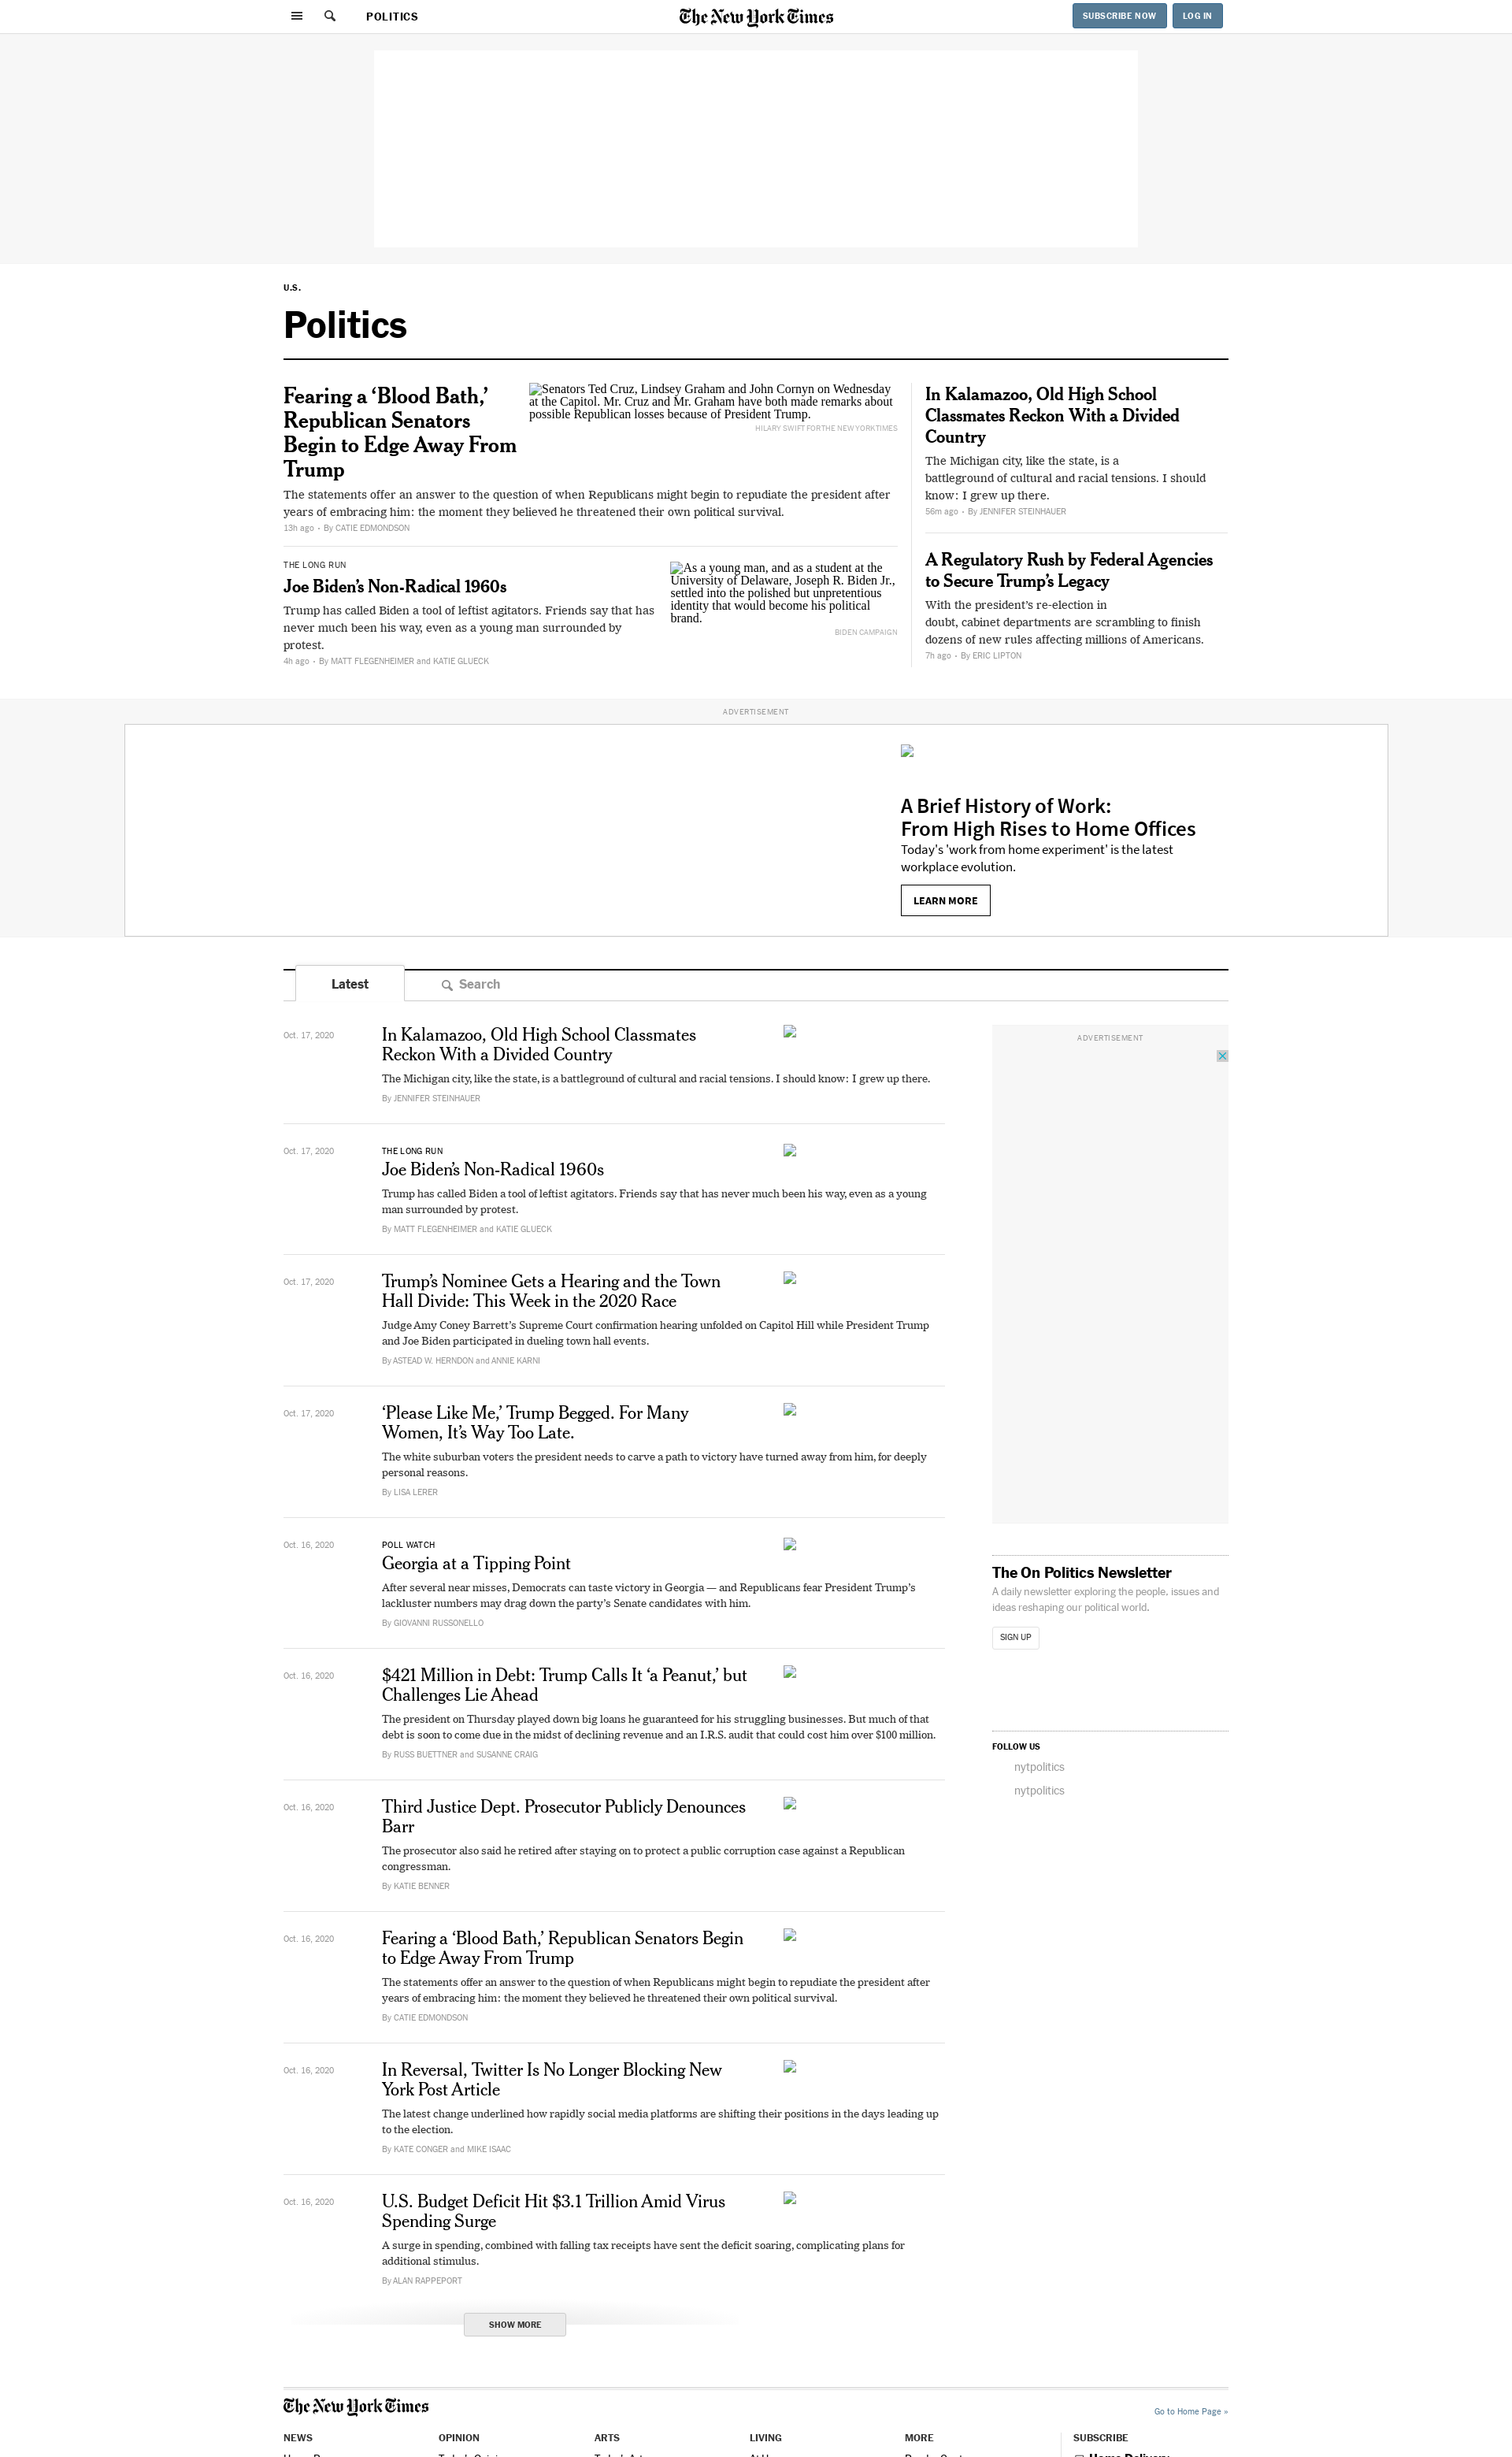 POLITICS
The New York Times
SUBSCRIBE NOW
LOG IN
U.S.
Politics
Fearing a ‘Blood Bath,’
Republican Senators
Begin to Edge Away From
Trump
Senators Ted Cruz, Lindsey Graham and John Cornyn on Wednesday
at the Capitol. Mr. Cruz and Mr. Graham have both made remarks about
possible Republican losses because of President Trump.
HILARY SWIFT FOR THE NEW YORK TIMES
The statements offer an answer to the question of when Republicans might begin to repudiate the president after
years of embracing him: the moment they believed he threatened their own political survival.
13h ago • By CATIE EDMONDSON
THE LONG RUN
Joe Biden’s Non-Radical 1960s
Trump has called Biden a tool of leftist agitators. Friends say that has
never much been his way, even as a young man surrounded by
protest.
4h ago • By MATT FLEGENHEIMER and KATIE GLUECK
As a young man, and as a student at the
University of Delaware, Joseph R. Biden Jr.,
settled into the polished but unpretentious
identity that would become his political
brand.
BIDEN CAMPAIGN
In Kalamazoo, Old High School
Classmates Reckon With a Divided
Country
The Michigan city, like the state, is a
battleground of cultural and racial tensions. I should
know: I grew up there.
56m ago • By JENNIFER STEINHAUER
A Regulatory Rush by Federal Agencies
to Secure Trump’s Legacy
With the president’s re-election in
doubt, cabinet departments are scrambling to finish
dozens of new rules affecting millions of Americans.
7h ago • By ERIC LIPTON
ADVERTISEMENT
A Brief History of Work:
From High Rises to Home Offices
Today's 'work from home experiment' is the latest
workplace evolution.
LEARN MORE
Latest
Search
Oct. 17, 2020
In Kalamazoo, Old High School Classmates
Reckon With a Divided Country
The Michigan city, like the state, is a battleground of cultural and racial tensions. I should know: I grew up there.
By JENNIFER STEINHAUER
Oct. 17, 2020
THE LONG RUN
Joe Biden’s Non-Radical 1960s
Trump has called Biden a tool of leftist agitators. Friends say that has never much been his way, even as a young
man surrounded by protest.
By MATT FLEGENHEIMER and KATIE GLUECK
Oct. 17, 2020
Trump’s Nominee Gets a Hearing and the Town
Hall Divide: This Week in the 2020 Race
Judge Amy Coney Barrett’s Supreme Court confirmation hearing unfolded on Capitol Hill while President Trump
and Joe Biden participated in dueling town hall events.
By ASTEAD W. HERNDON and ANNIE KARNI
Oct. 17, 2020
‘Please Like Me,’ Trump Begged. For Many
Women, It’s Way Too Late.
The white suburban voters the president needs to carve a path to victory have turned away from him, for deeply
personal reasons.
By LISA LERER
Oct. 16, 2020
POLL WATCH
Georgia at a Tipping Point
After several near misses, Democrats can taste victory in Georgia — and Republicans fear President Trump’s
lackluster numbers may drag down the party’s Senate candidates with him.
By GIOVANNI RUSSONELLO
Oct. 16, 2020
$421 Million in Debt: Trump Calls It ‘a Peanut,’ but
Challenges Lie Ahead
The president on Thursday played down big loans he guaranteed for his struggling businesses. But much of that
debt is soon to come due in the midst of declining revenue and an I.R.S. audit that could cost him over $100 million.
By RUSS BUETTNER and SUSANNE CRAIG
Oct. 16, 2020
Third Justice Dept. Prosecutor Publicly Denounces
Barr
The prosecutor also said he retired after staying on to protect a public corruption case against a Republican
congressman.
By KATIE BENNER
Oct. 16, 2020
Fearing a ‘Blood Bath,’ Republican Senators Begin
to Edge Away From Trump
The statements offer an answer to the question of when Republicans might begin to repudiate the president after
years of embracing him: the moment they believed he threatened their own political survival.
By CATIE EDMONDSON
Oct. 16, 2020
In Reversal, Twitter Is No Longer Blocking New
York Post Article
The latest change underlined how rapidly social media platforms are shifting their positions in the days leading up
to the election.
By KATE CONGER and MIKE ISAAC
Oct. 16, 2020
U.S. Budget Deficit Hit $3.1 Trillion Amid Virus
Spending Surge
A surge in spending, combined with falling tax receipts have sent the deficit soaring, complicating plans for
additional stimulus.
By ALAN RAPPEPORT
SHOW MORE
ADVERTISEMENT
The On Politics Newsletter
A daily newsletter exploring the people, issues and
ideas reshaping our political world.
SIGN UP
FOLLOW US
nytpolitics
nytpolitics
The New York Times
Go to Home Page »
NEWS
OPINION
ARTS
LIVING
MORE
SUBSCRIBE